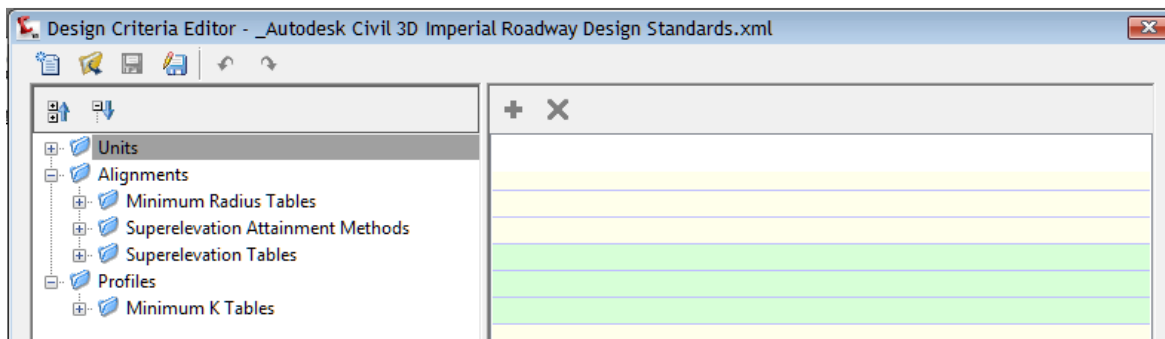 Design Criteria Editor - _Autodesk Civil 3D Imperial Roadway Design Standards.xml
Units
Alignments
Minimum Radius Tables
Superelevation Attainment Methods
Superelevation Tables
Profiles
Minimum K Tables